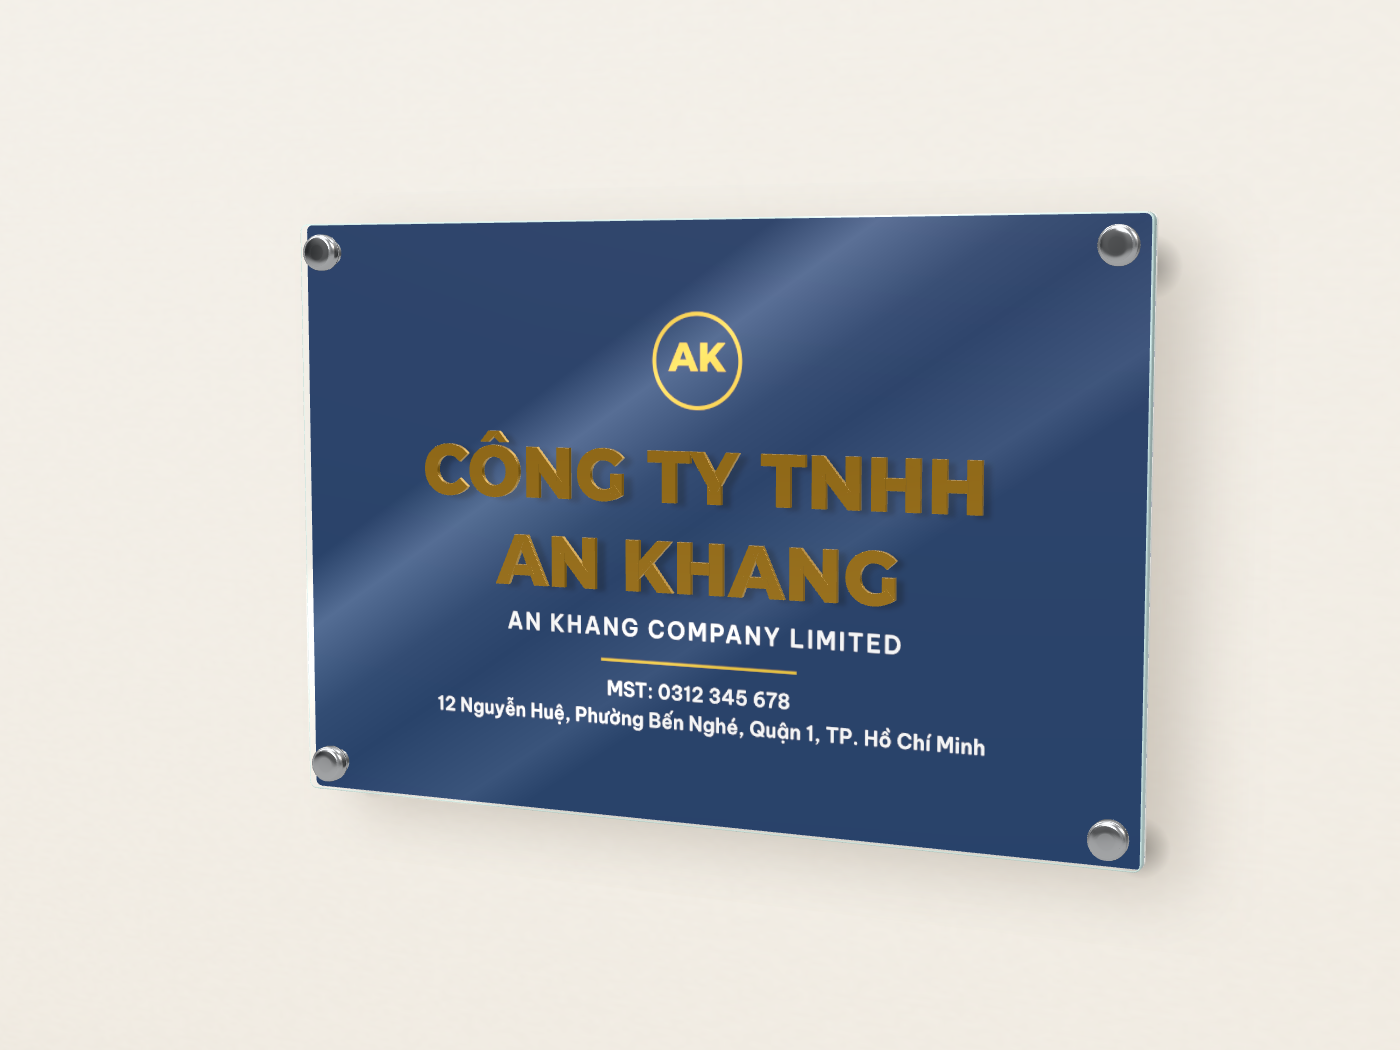 AK
CÔNG TY TNHH
AN KHANG
AN KHANG COMPANY LIMITED
MST: 0312 345 678
12 Nguyễn Huệ, Phường Bến Nghé, Quận 1, TP. Hồ Chí Minh